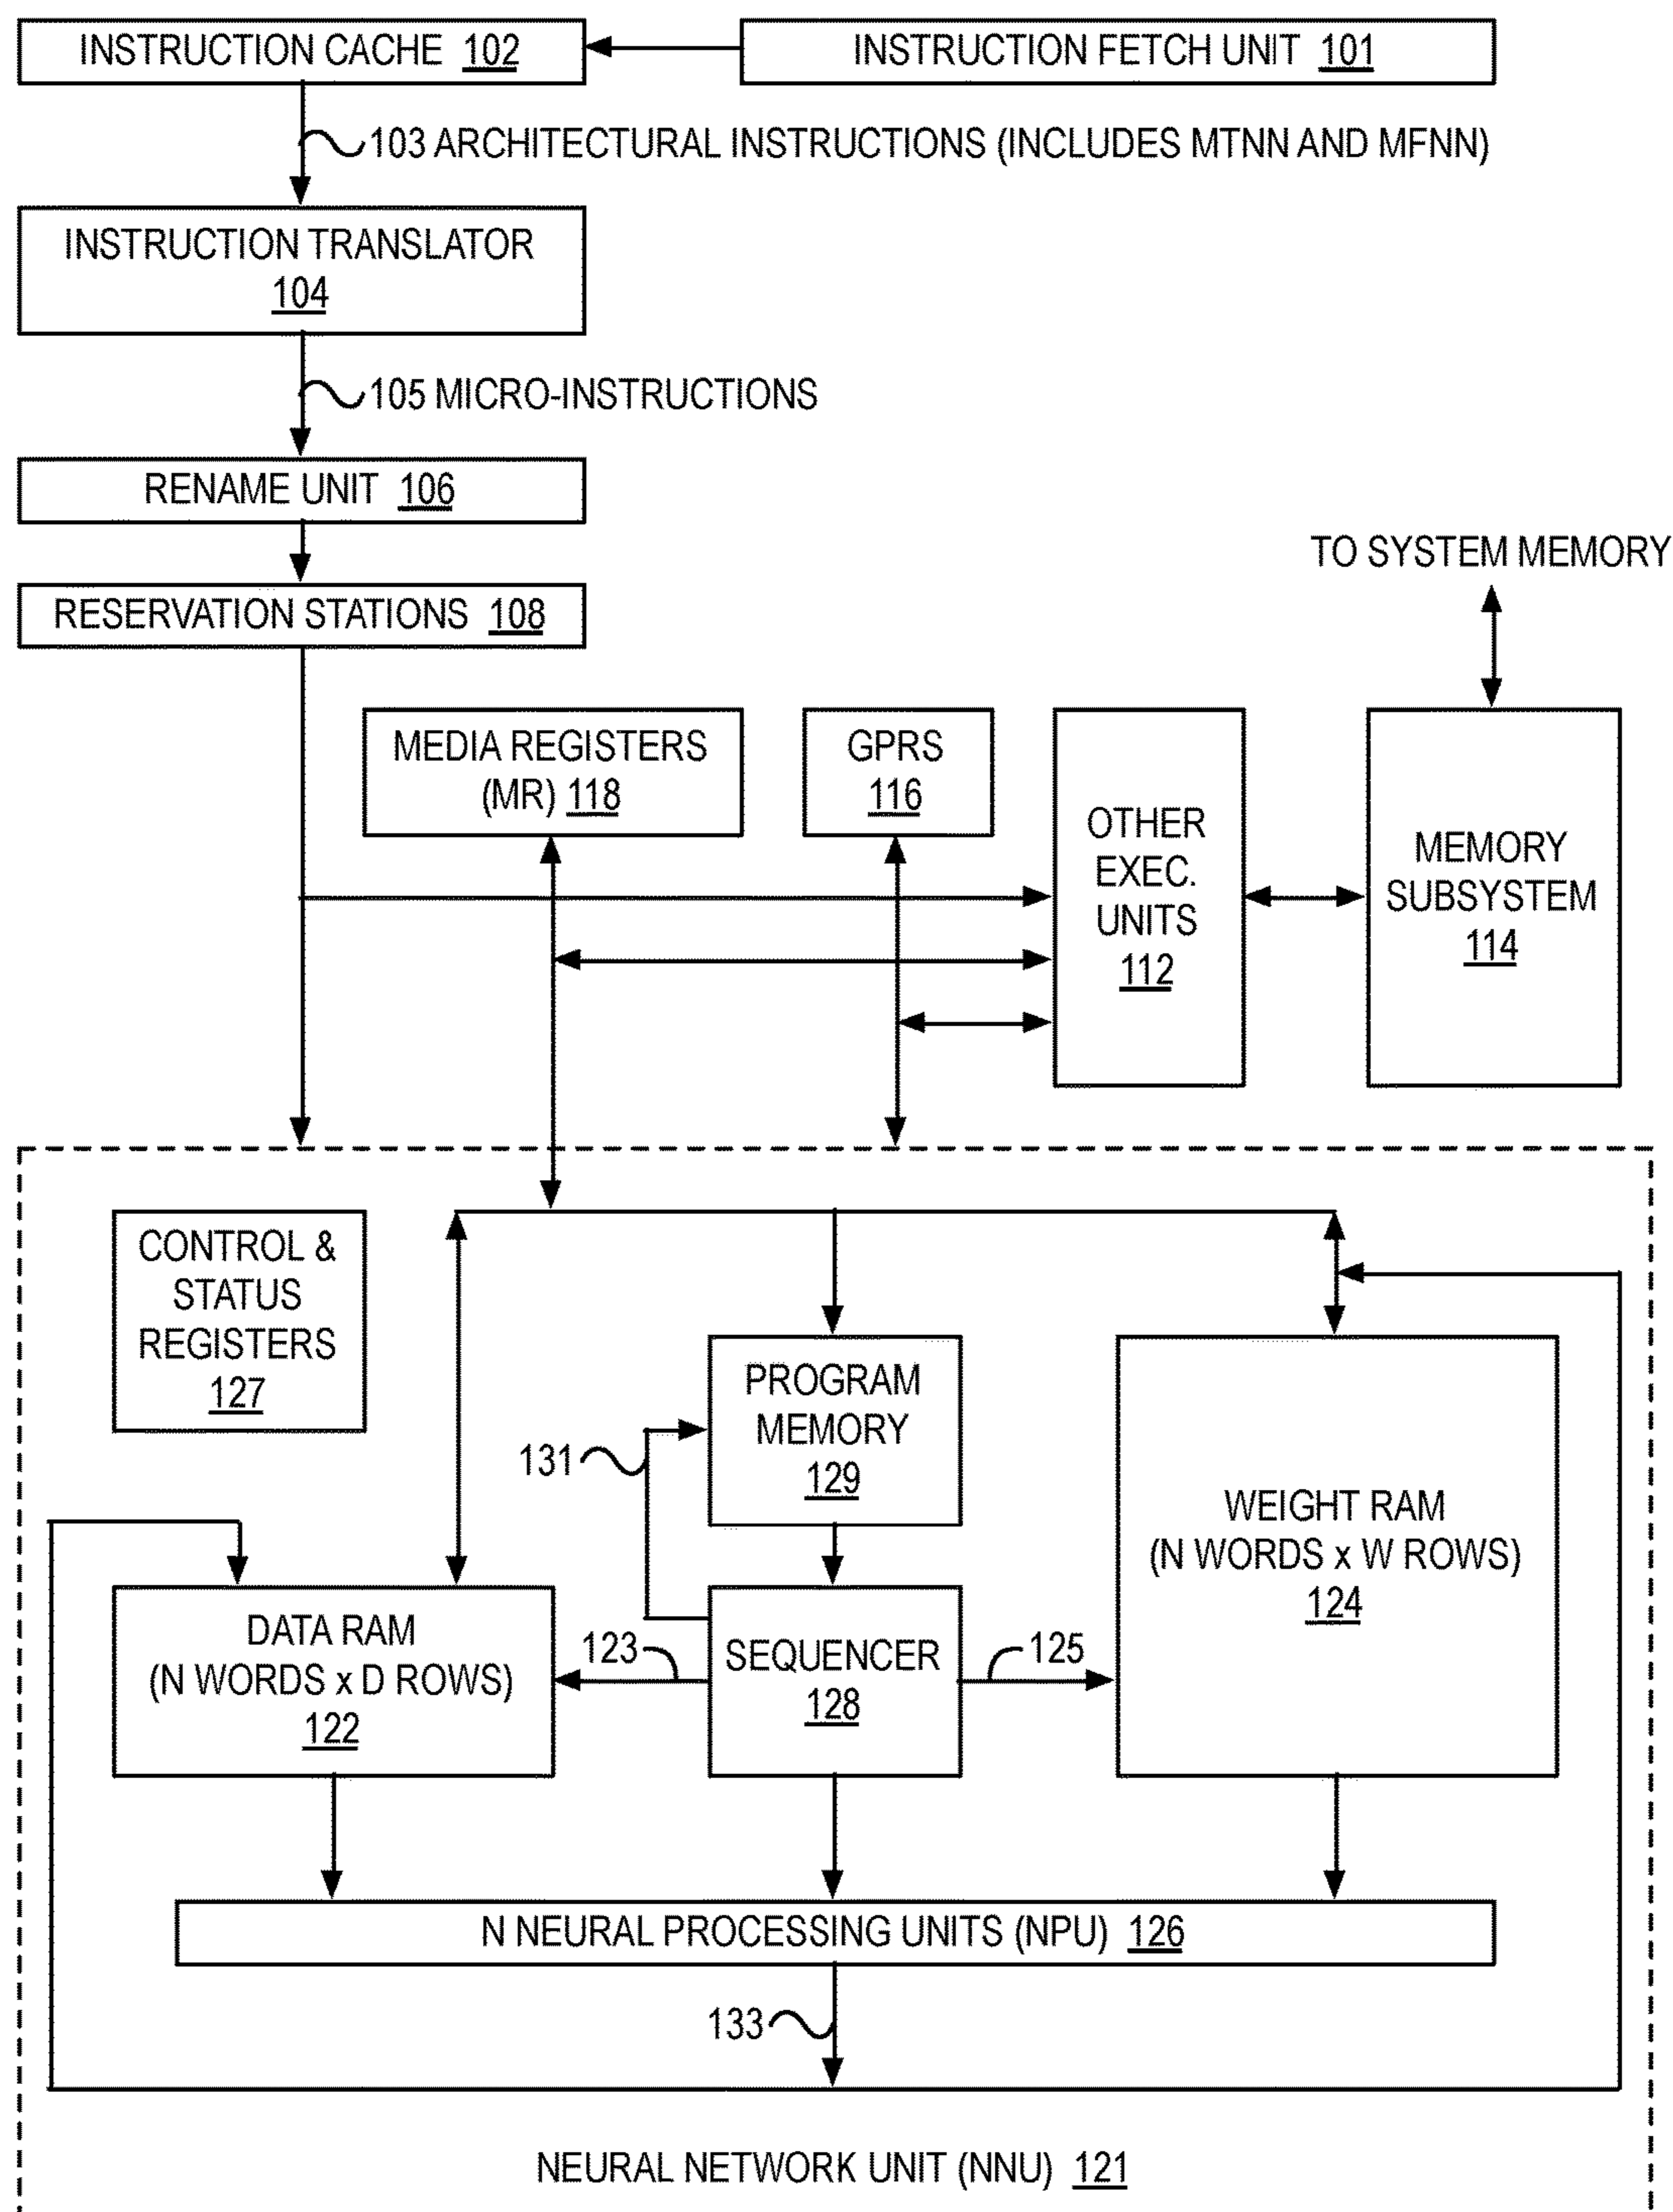 INSTRUCTION CACHE 102
INSTRUCTION FETCH UNIT 101
103 ARCHITECTURAL INSTRUCTIONS (INCLUDES MTNN AND MFNN)
INSTRUCTION TRANSLATOR
104
105 MICRO-INSTRUCTIONS
RENAME UNIT 106
RESERVATION STATIONS 108
TO SYSTEM MEMORY
MEDIA REGISTERS
(MR) 118
GPRS
116
OTHER
EXEC.
UNITS
112
MEMORY
SUBSYSTEM
114
CONTROL &
STATUS
REGISTERS
127
PROGRAM
MEMORY
129
131
WEIGHT RAM
(N WORDS x W ROWS)
124
DATA RAM
(N WORDS x D ROWS)
122
123
SEQUENCER
128
125
N NEURAL PROCESSING UNITS (NPU) 126
133
NEURAL NETWORK UNIT (NNU) 121